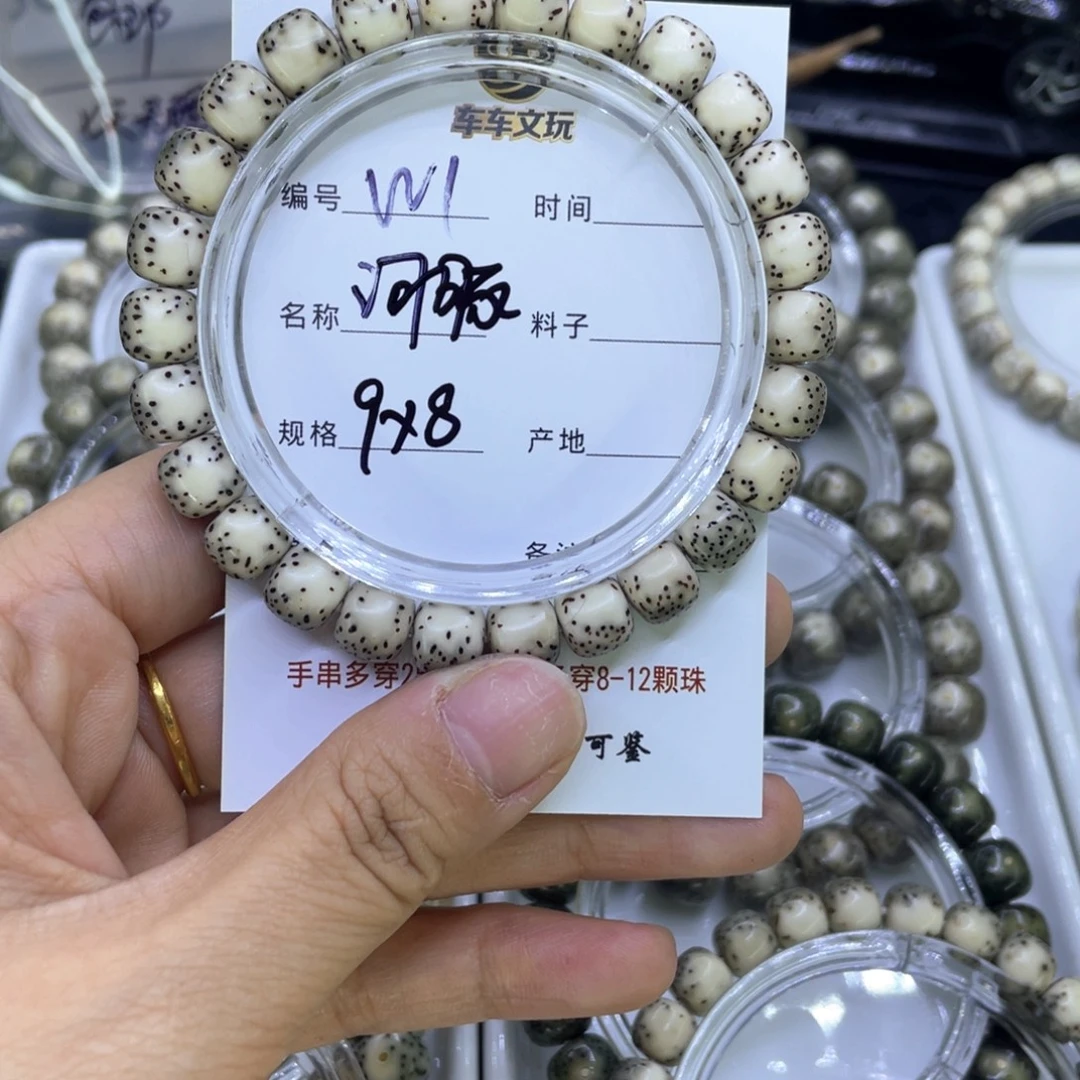 车车文玩
编号 W1 时间
名称 河豚 料子
规格 9x8 产地
手串多穿2 穿8-12颗珠
可鉴